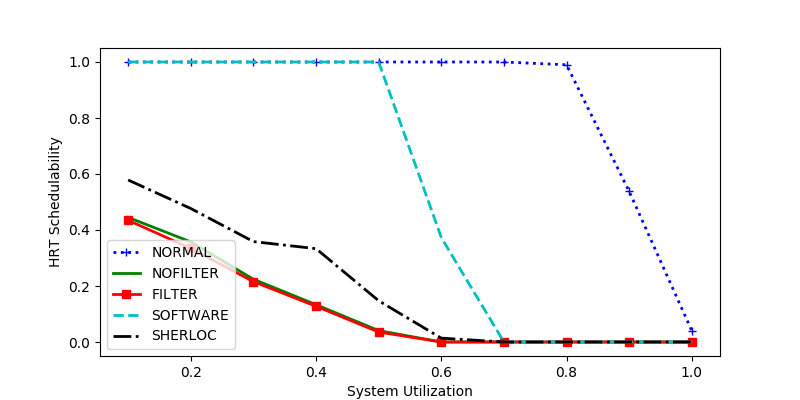 1.0
0.8
0.6
0.4
0.2
0.0
HRT Schedulability
NORMAL
NOFILTER
FILTER
SOFTWARE
SHERLOC
0.2 0.4 0.6 0.8 1.0
System Utilization